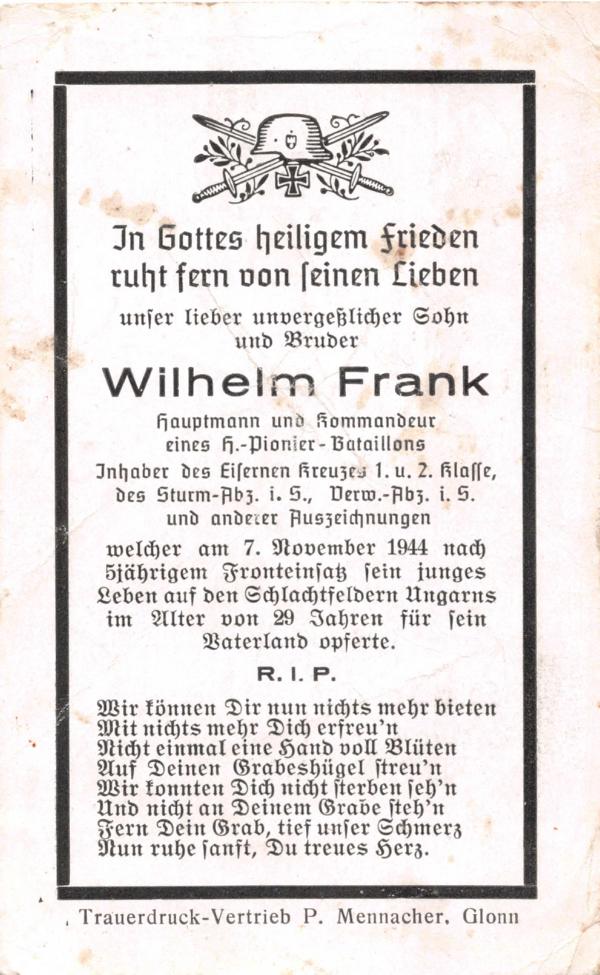 In Gottes heiligem Frieden
ruht fern von seinen Lieben
unser lieber unvergeßlicher Sohn
und Bruder
Wilhelm Frank
Hauptmann und Kommandeur
eines H.-Pionier-Bataillons
Inhaber des Eisernen Kreuzes 1. u. 2. Klasse,
des Sturm-Abz. i. S., Verw.-Abz. i. S.
und anderer Auszeichnungen
welcher am 7. November 1944 nach
5jährigem Fronteinsatz sein junges
Leben auf den Schlachtfeldern Ungarns
im Alter von 29 Jahren für sein
Vaterland opferte.
R. I. P.
Wir können Dir nun nichts mehr bieten
Mit nichts mehr Dich erfreu'n
Nicht einmal eine Hand voll Blüten
Auf Deinen Grabeshügel streu'n
Wir konnten Dich nicht sterben seh'n
Und nicht an Deinem Grabe steh'n
Fern Dein Grab, tief unser Schmerz
Nun ruhe sanft, Du treues Herz.
Trauerdruck-Vertrieb P. Mennacher, Glonn